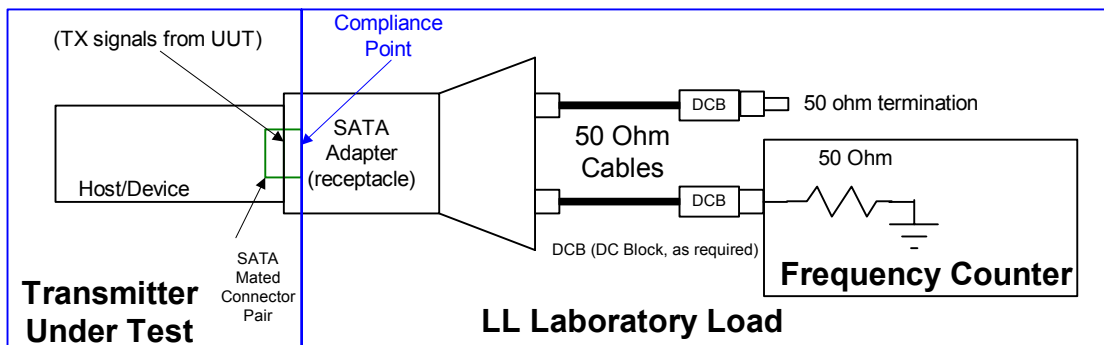 (TX signals from UUT)
Compliance
Point
SATA
Adapter
(receptacle)
Host/Device
SATA
Mated
Connector
Pair
Transmitter
Under Test
DCB
50 ohm termination
50 Ohm
Cables
DCB
DCB (DC Block, as required)
50 Ohm
Frequency Counter
LL Laboratory Load